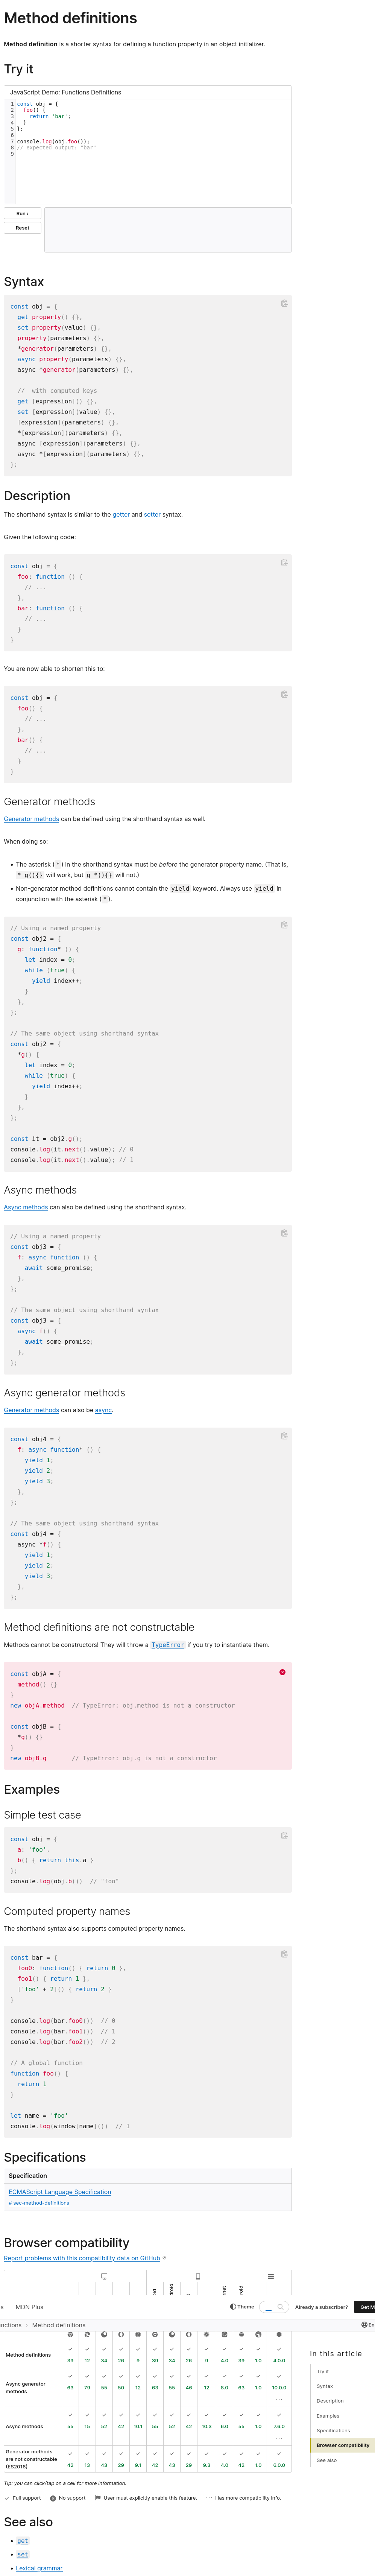 Method definitions
Method definition is a shorter syntax for defining a function property in an object initializer.
Try it
JavaScript Demo: Functions Definitions
1 const obj = {
2   foo() {
3     return 'bar';
4   }
5 };
6
7 console.log(obj.foo());
8 // expected output: "bar"
9
Run ›
Reset
Syntax
const obj = {
  get property() {},
  set property(value) {},
  property(parameters) {},
  *generator(parameters) {},
  async property(parameters) {},
  async *generator(parameters) {},
  //  with computed keys
  get [expression]() {},
  set [expression](value) {},
  [expression](parameters) {},
  *[expression](parameters) {},
  async [expression](parameters) {},
  async *[expression](parameters) {},
};
Description
The shorthand syntax is similar to the getter and setter syntax.
Given the following code:
const obj = {
  foo: function () {
    // ...
  },
  bar: function () {
    // ...
  }
}
You are now able to shorten this to:
const obj = {
  foo() {
    // ...
  },
  bar() {
    // ...
  }
}
Generator methods
Generator methods can be defined using the shorthand syntax as well.
When doing so:
• The asterisk (*) in the shorthand syntax must be before the generator property name. (That is,
* g(){} will work, but g *(){} will not.)
• Non-generator method definitions cannot contain the yield keyword. Always use yield in
conjunction with the asterisk (*).
// Using a named property
const obj2 = {
  g: function* () {
    let index = 0;
    while (true) {
      yield index++;
    }
  },
};
// The same object using shorthand syntax
const obj2 = {
  *g() {
    let index = 0;
    while (true) {
      yield index++;
    }
  },
};
const it = obj2.g();
console.log(it.next().value); // 0
console.log(it.next().value); // 1
Async methods
Async methods can also be defined using the shorthand syntax.
// Using a named property
const obj3 = {
  f: async function () {
    await some_promise;
  },
};
// The same object using shorthand syntax
const obj3 = {
  async f() {
    await some_promise;
  },
};
Async generator methods
Generator methods can also be async.
const obj4 = {
  f: async function* () {
    yield 1;
    yield 2;
    yield 3;
  },
};
// The same object using shorthand syntax
const obj4 = {
  async *f() {
    yield 1;
    yield 2;
    yield 3;
  },
};
Method definitions are not constructable
Methods cannot be constructors! They will throw a TypeError if you try to instantiate them.
const objA = {
  method() {}
}
new objA.method  // TypeError: obj.method is not a constructor
const objB = {
  *g() {}
}
new objB.g       // TypeError: obj.g is not a constructor
Examples
Simple test case
const obj = {
  a: 'foo',
  b() { return this.a }
};
console.log(obj.b())  // "foo"
Computed property names
The shorthand syntax also supports computed property names.
const bar = {
  foo0: function() { return 0 },
  foo1() { return 1 },
  ['foo' + 2]() { return 2 }
}
console.log(bar.foo0())  // 0
console.log(bar.foo1())  // 1
console.log(bar.foo2())  // 2
// A global function
function foo() {
  return 1
}
let name = 'foo'
console.log(window[name]())  // 1
Specifications
Specification
ECMAScript Language Specification
# sec-method-definitions
Browser compatibility
Report problems with this compatibility data on GitHub
MDN Plus
Theme
Already a subscriber?
Get M
Method definitions
En
Method definitions 39 12 34 26 9 39 34 26 9 4.0 39 1.0 4.0.0
Async generator methods 63 79 55 50 12 63 55 46 12 8.0 63 1.0 10.0.0
...
Async methods 55 15 52 42 10.1 55 52 42 10.3 6.0 55 1.0 7.6.0
...
Generator methods are not constructable (ES2016) 42 13 43 29 9.1 42 43 29 9.3 4.0 42 1.0 6.0.0
In this article
Try it
Syntax
Description
Examples
Specifications
Browser compatibility
See also
Tip: you can click/tap on a cell for more information.
Full support
No support
User must explicitly enable this feature.
... Has more compatibility info.
See also
• get
• set
• Lexical grammar